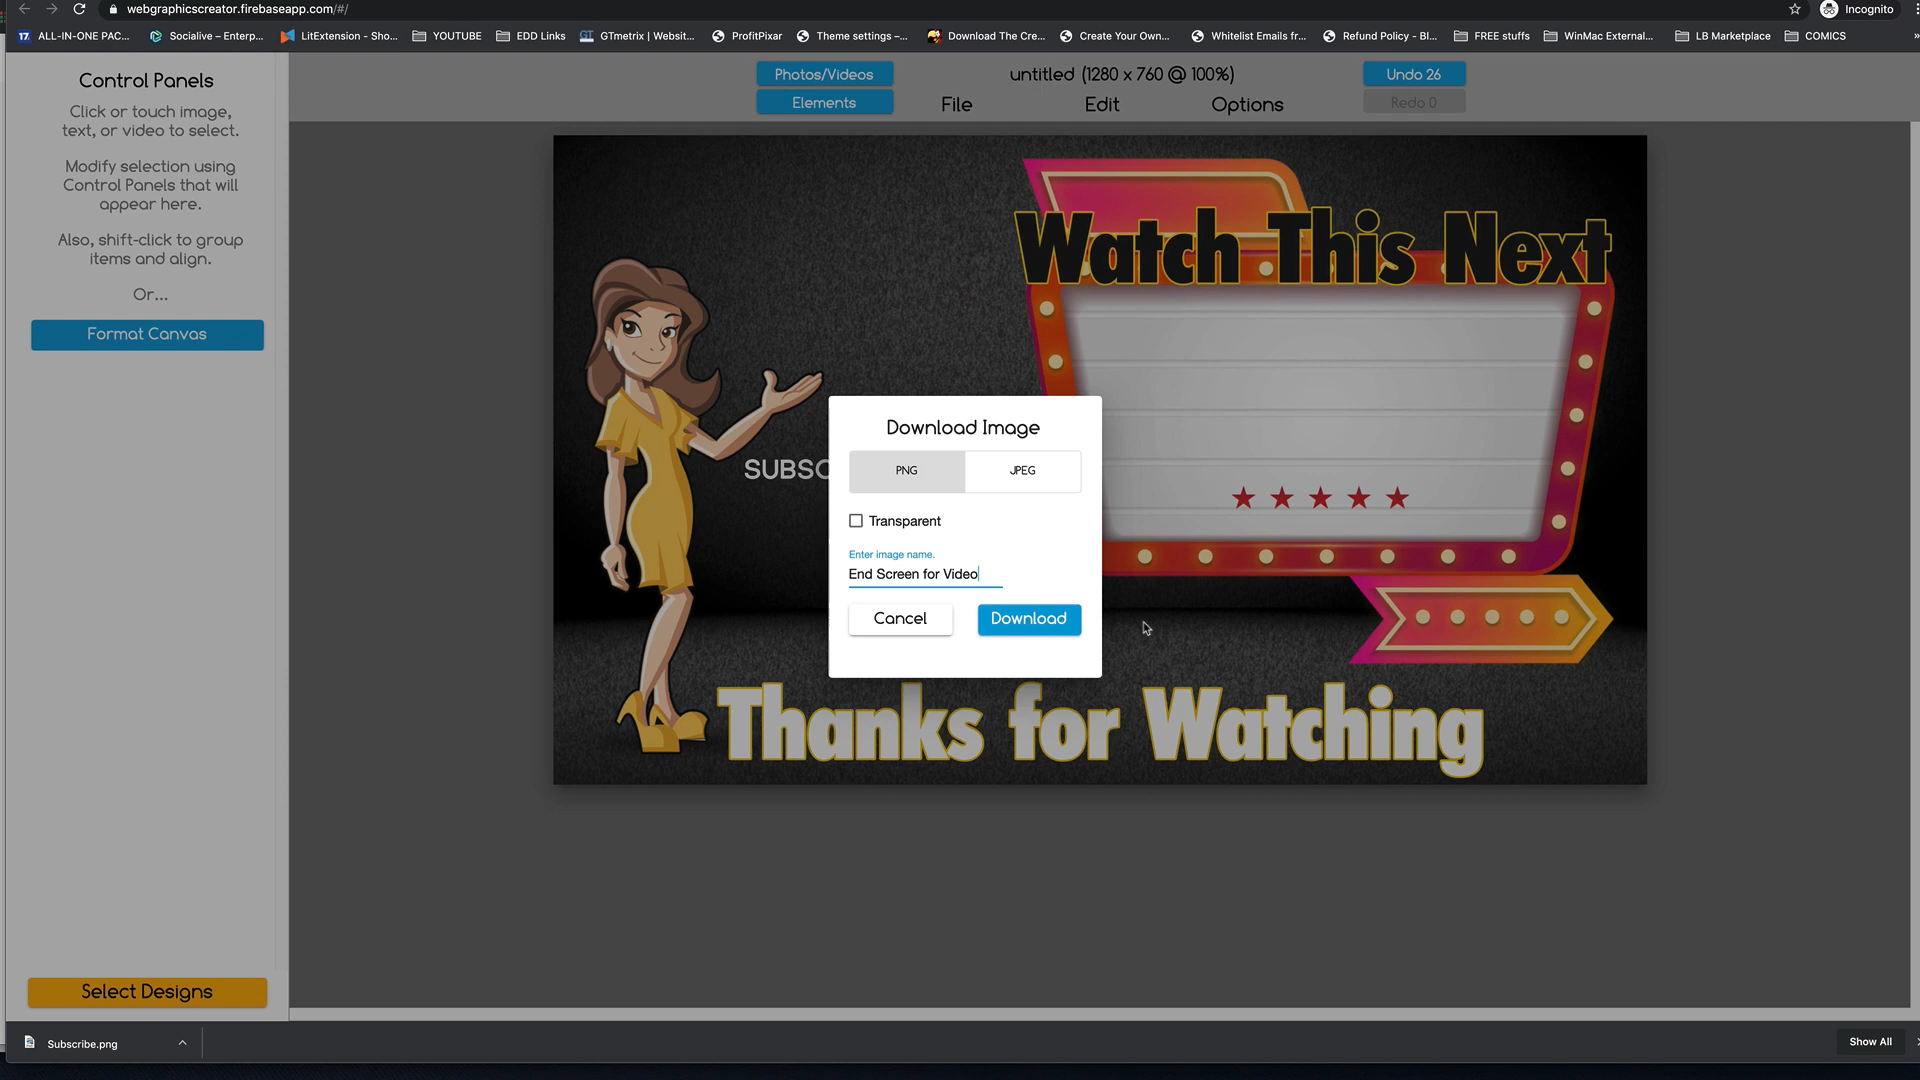 webgraphicscreator.firebaseapp.com/#/
Incognito
17 ALL-IN-ONE PAC...
Socialive – Enterp...
LitExtension - Sho...
YOUTUBE
EDD Links
GT GTmetrix | Websit...
ProfitPixar
Theme settings –...
Download The Cre...
Create Your Own...
Whitelist Emails fr...
Refund Policy - Bl...
FREE stuffs
WinMac External...
LB Marketplace
COMICS
»
Control Panels
Click or touch image,
text, or video to select.
Modify selection using
Control Panels that will
appear here.
Also, shift-click to group
items and align.
Or...
Format Canvas
Select Designs
Photos/Videos
Elements
untitled (1280 x 760 @ 100%)
File
Edit
Options
Undo 26
Redo 0
Watch This Next
SUBSC
Download Image
PNG
JPEG
Transparent
Enter image name.
End Screen for Video
Cancel
Download
Thanks for Watching
Subscribe.png
Show All